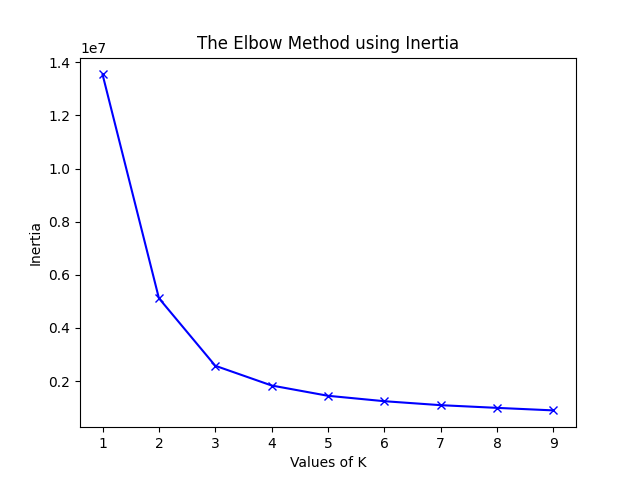 The Elbow Method using Inertia
1e7
1.4
1.2
1.0
0.8
0.6
0.4
0.2
Inertia
1 2 3 4 5 6 7 8 9
Values of K